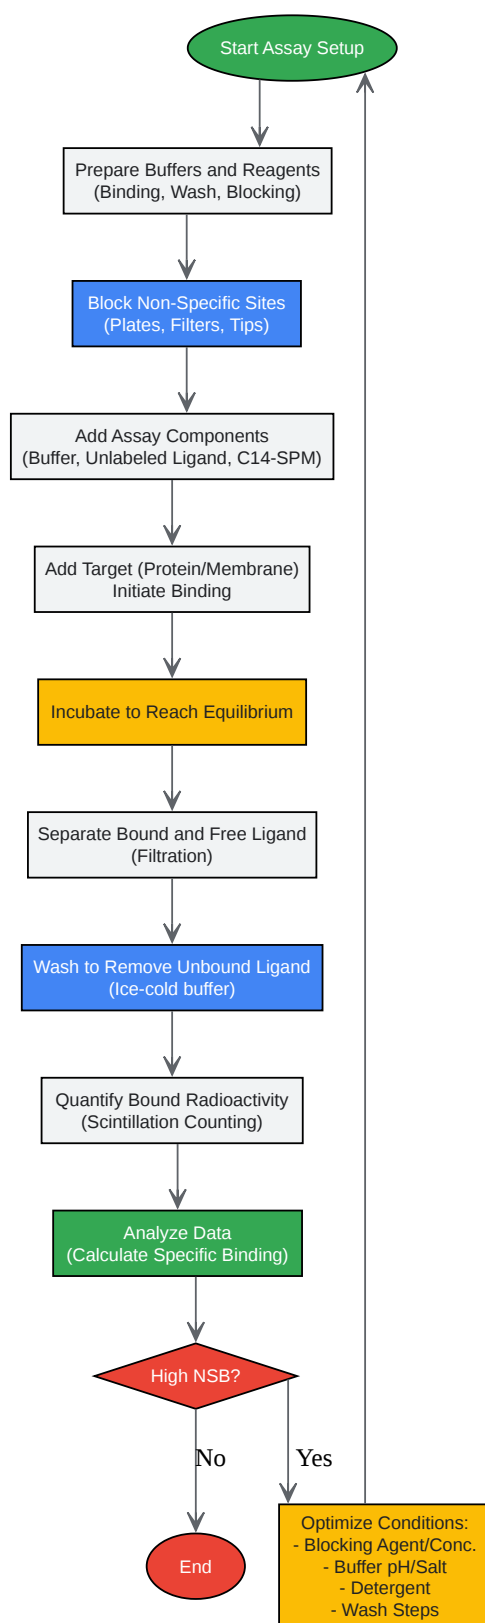 Start Assay Setup
Prepare Buffers and Reagents
(Binding, Wash, Blocking)
Block Non-Specific Sites
(Plates, Filters, Tips)
Add Assay Components
(Buffer, Unlabeled Ligand, C14-SPM)
Add Target (Protein/Membrane)
Initiate Binding
Incubate to Reach Equilibrium
Separate Bound and Free Ligand
(Filtration)
Wash to Remove Unbound Ligand
(Ice-cold buffer)
Quantify Bound Radioactivity
(Scintillation Counting)
Analyze Data
(Calculate Specific Binding)
High NSB?
No
Yes
End
Optimize Conditions:
- Blocking Agent/Conc.
- Buffer pH/Salt
- Detergent
- Wash Steps